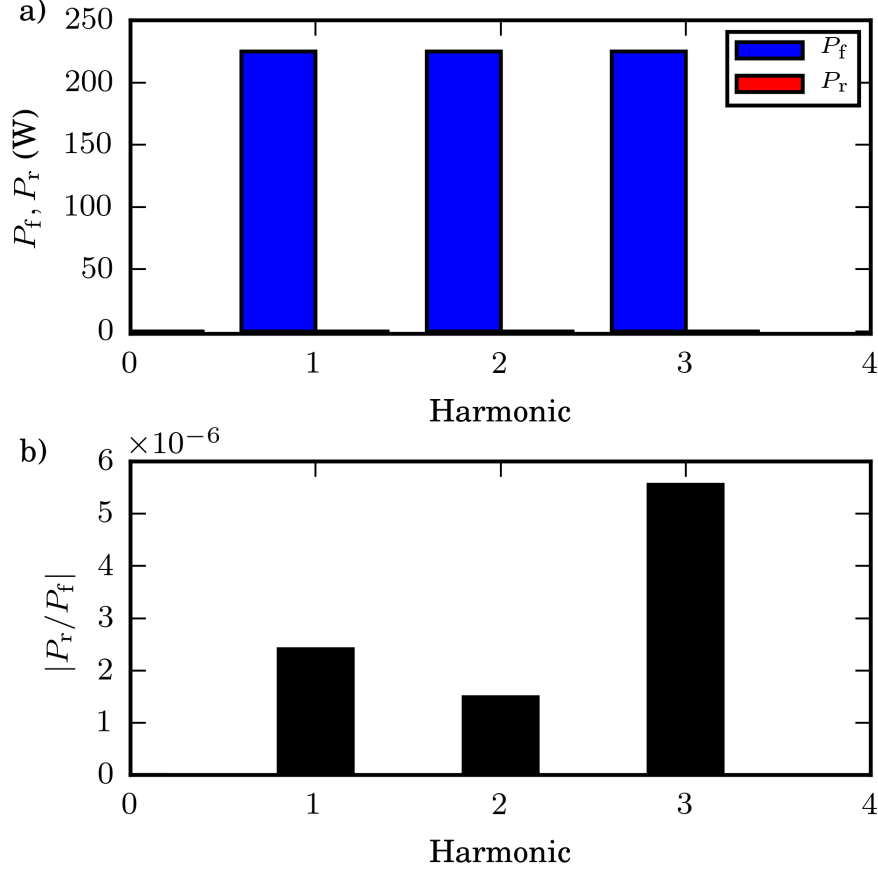 a)
250
200
150
100
50
0
P_f, P_r (W)
P_f
P_r
0 1 2 3 4
Harmonic
b)
×10⁻⁶
6
5
4
3
2
1
0
|P_r/P_f|
0 1 2 3 4
Harmonic